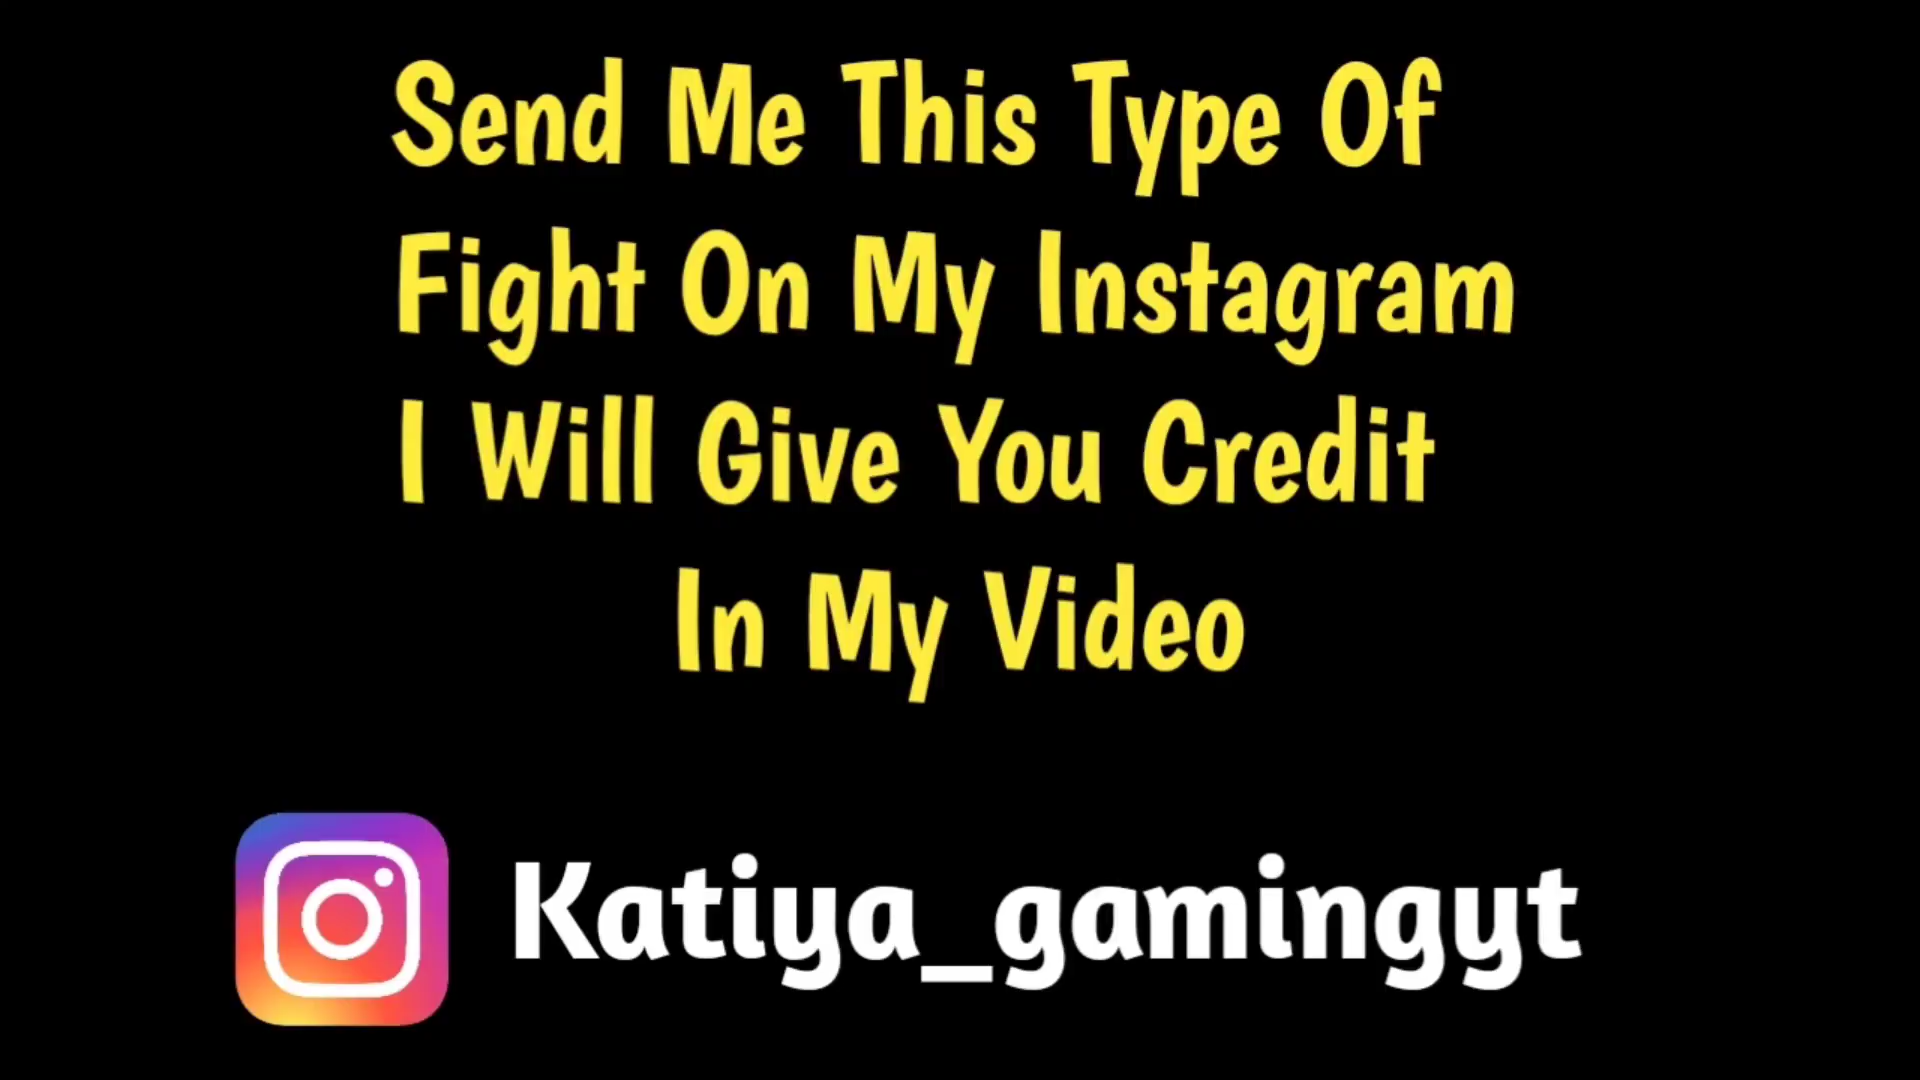 Send Me This Type Of
Fight On My Instagram
I Will Give You Credit
In My Video
Katiya_gamingyt